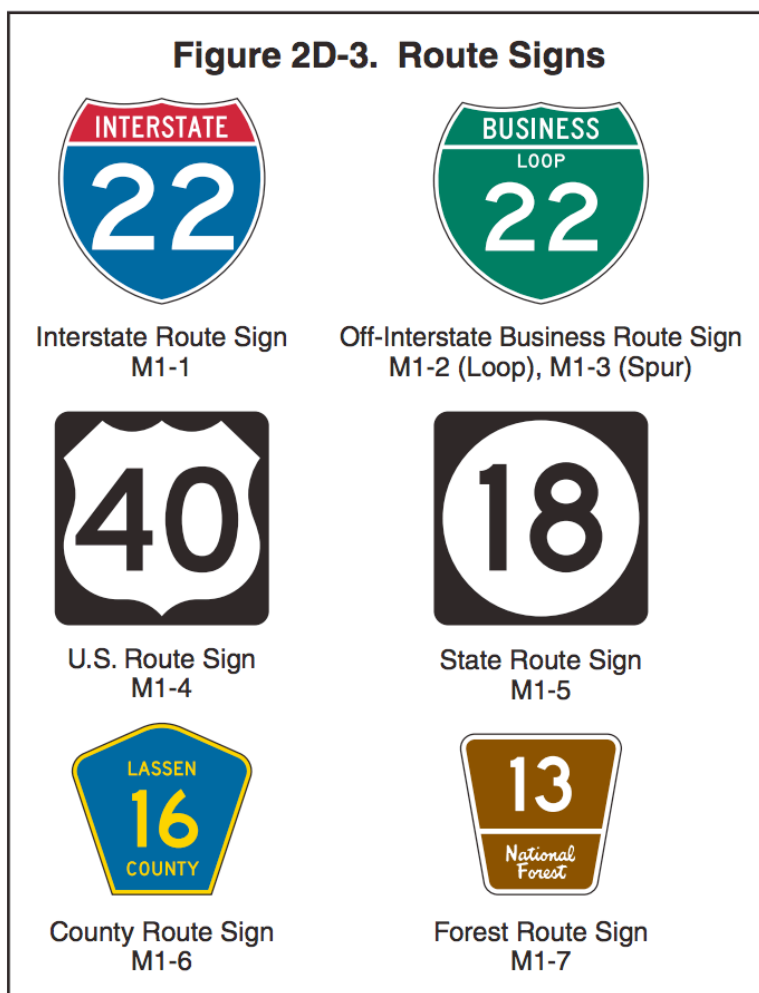 Figure 2D-3. Route Signs
INTERSTATE
22
Interstate Route Sign
M1-1
BUSINESS
LOOP
22
Off-Interstate Business Route Sign
M1-2 (Loop), M1-3 (Spur)
40
U.S. Route Sign
M1-4
18
State Route Sign
M1-5
LASSEN
16
COUNTY
County Route Sign
M1-6
13
National
Forest
Forest Route Sign
M1-7